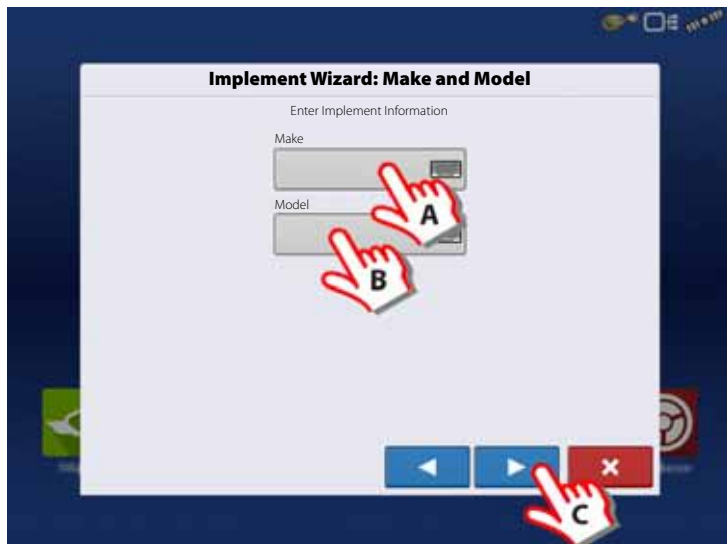 Implement Wizard: Make and Model
Enter Implement Information
Make
A
Model
B
C